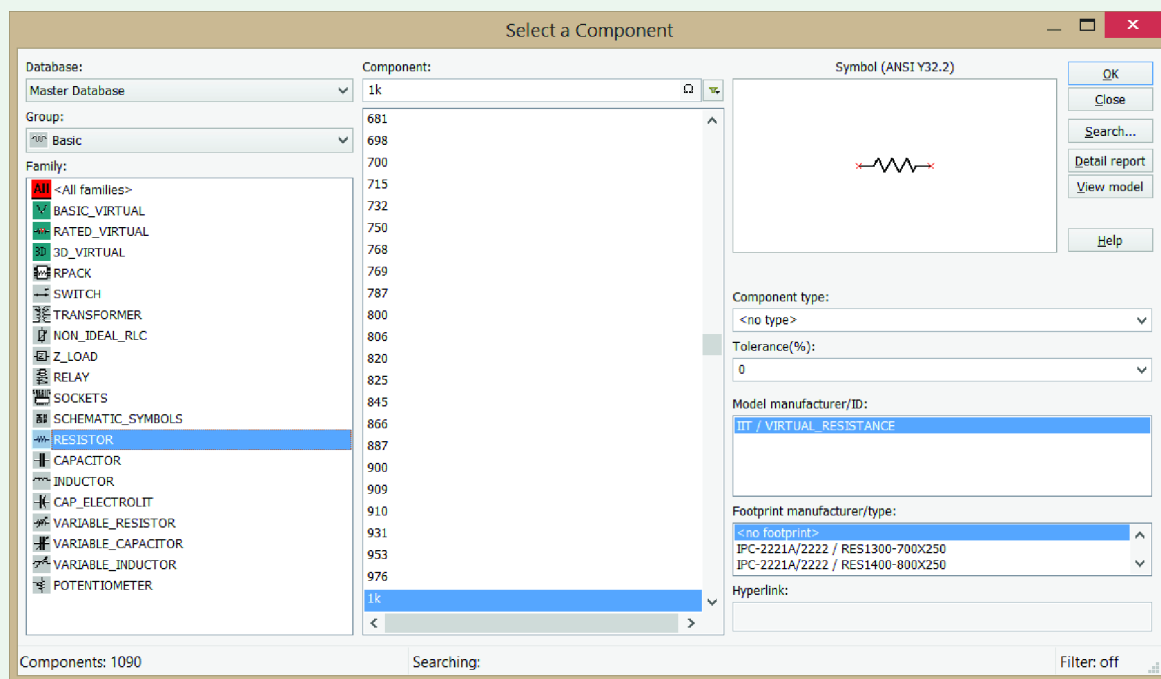 Select a Component
Database:
Master Database
Group:
Basic
Family:
All <All families>
BASIC_VIRTUAL
RATED_VIRTUAL
3D 3D_VIRTUAL
RPACK
SWITCH
TRANSFORMER
NON_IDEAL_RLC
Z_LOAD
RELAY
SOCKETS
SCHEMATIC_SYMBOLS
RESISTOR
CAPACITOR
INDUCTOR
CAP_ELECTROLIT
VARIABLE_RESISTOR
VARIABLE_CAPACITOR
VARIABLE_INDUCTOR
POTENTIOMETER
Component:
1k Ω
681
698
700
715
732
750
768
769
787
800
806
820
825
845
866
887
900
909
910
931
953
976
1k
Symbol (ANSI Y32.2)
OK
Close
Search...
Detail report
View model
Help
Component type:
<no type>
Tolerance(%):
0
Model manufacturer/ID:
IIT / VIRTUAL_RESISTANCE
Footprint manufacturer/type:
<no footprint>
IPC-2221A/2222 / RES1300-700X250
IPC-2221A/2222 / RES1400-800X250
Hyperlink:
Components: 1090
Searching:
Filter: off